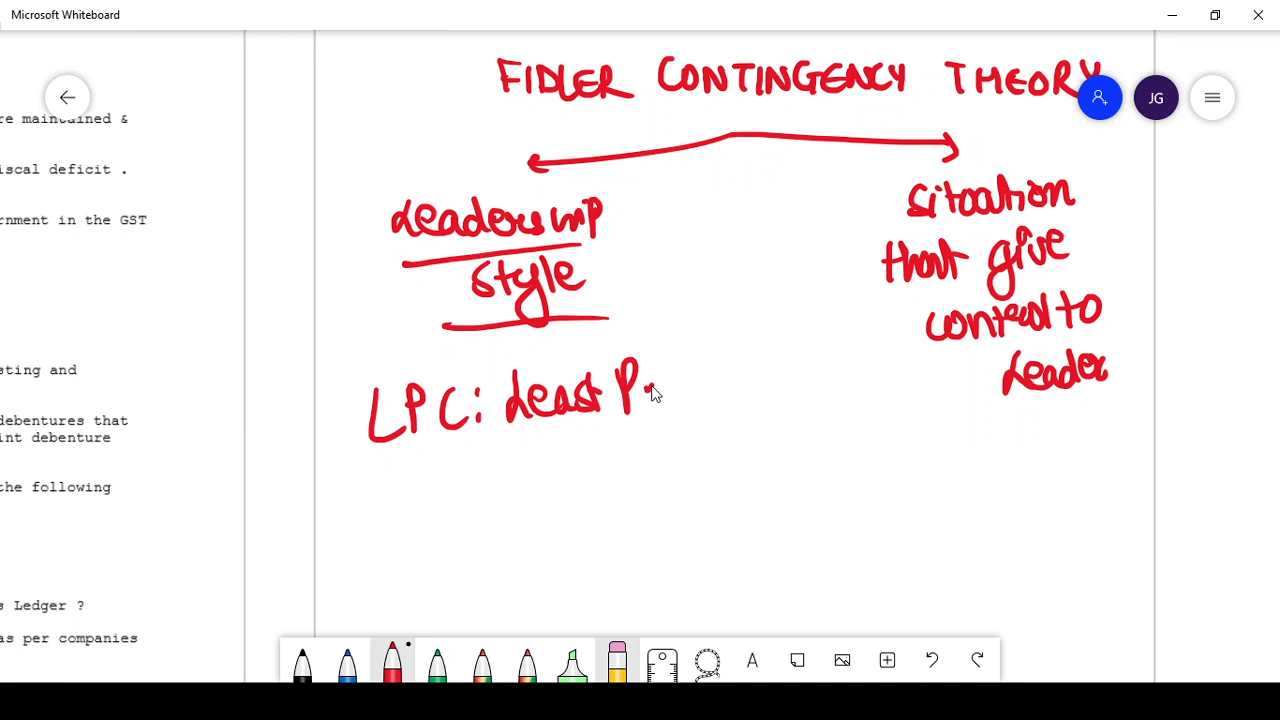 Microsoft Whiteboard
FIDLER CONTINGENCY THEORY
JG
re maintained &
iscal deficit .
rnment in the GST
Leadership
style
situation
that give
control to
Leader
sting and
LPC: Least P
debentures that
int debenture
the following
s Ledger ?
as per companies
A